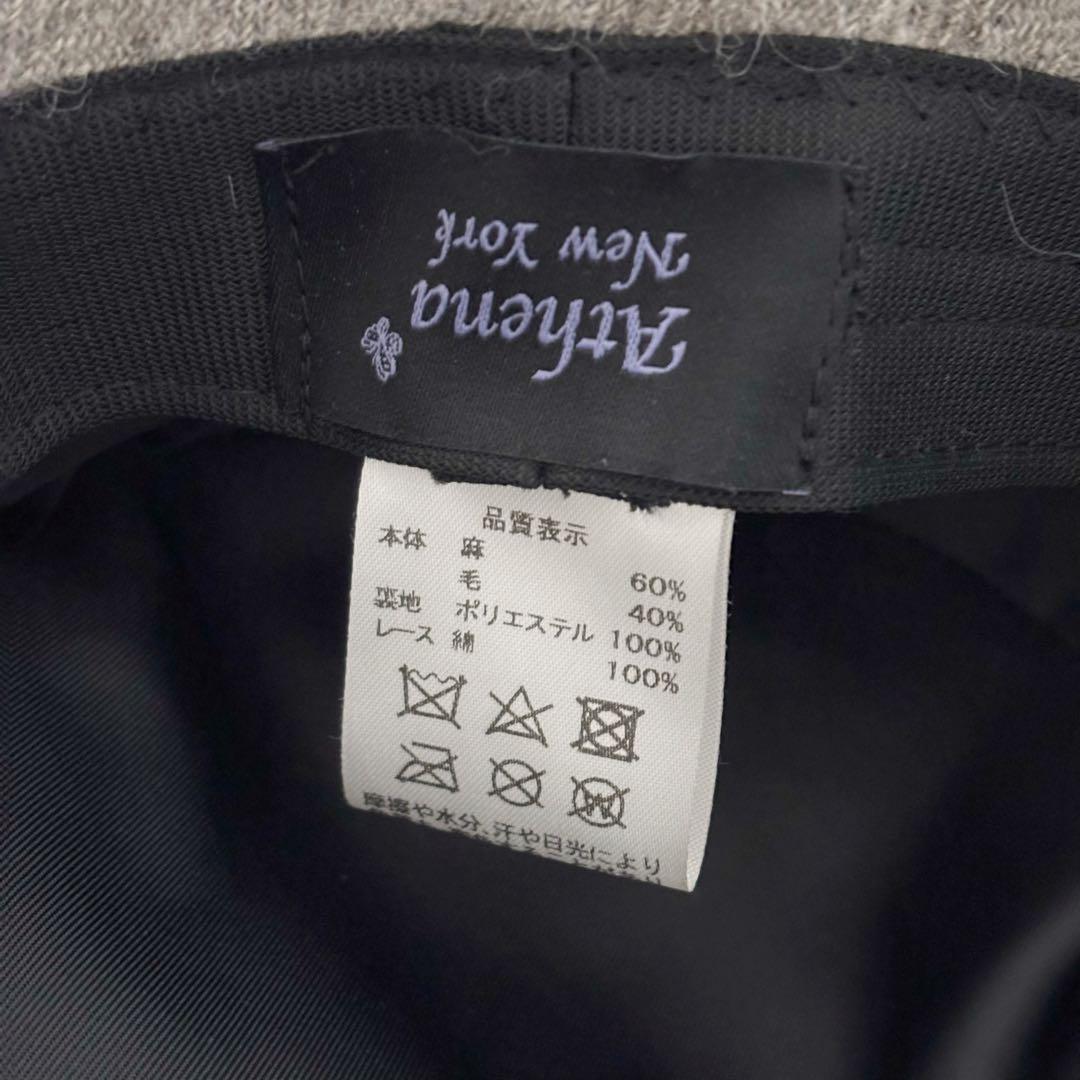 Athena
New York
品質表示
本体 麻 60%
毛 40%
裏地 ポリエステル 100%
レース 綿 100%
W
摩擦や水分、汗や日光により